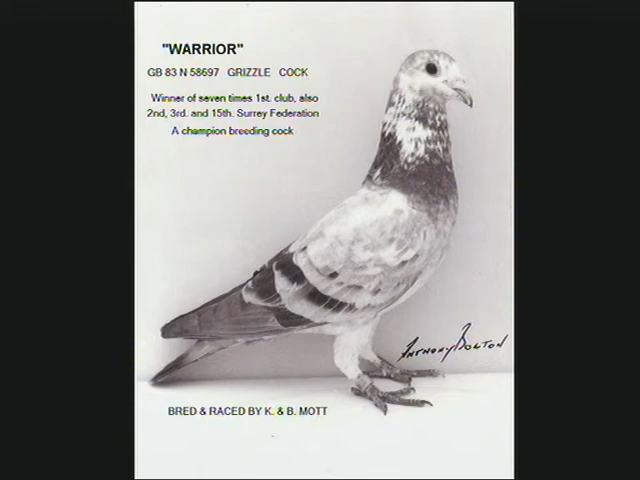 "WARRIOR"
GB 83 N 58697 GRIZZLE COCK
Winner of seven times 1st. club, also
2nd, 3rd. and 15th. Surrey Federation
A champion breeding cock
Anthony Bolton
BRED & RACED BY K. & B. MOTT